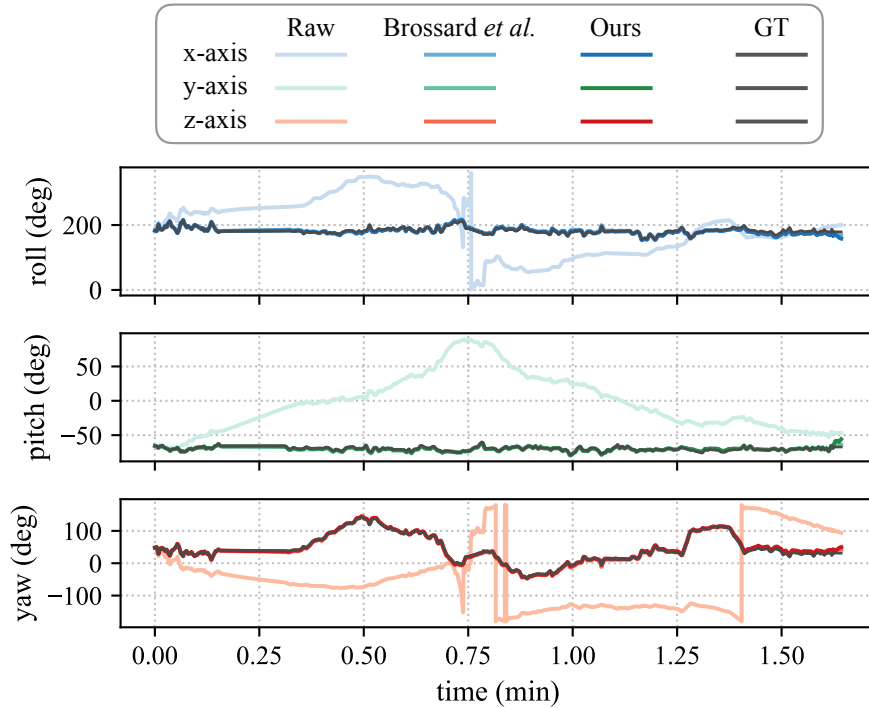 Raw Brossard et al. Ours GT
x-axis
y-axis
z-axis
roll (deg)
200
0
pitch (deg)
50
0
−50
yaw (deg)
100
0
−100
0.00 0.25 0.50 0.75 1.00 1.25 1.50
time (min)